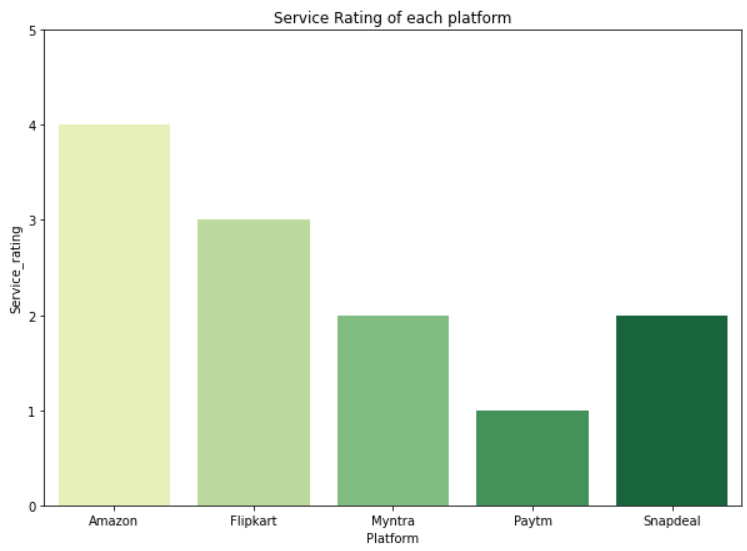 Service Rating of each platform
5
4
3
2
1
0
Service_rating
Amazon Flipkart Myntra Paytm Snapdeal
Platform